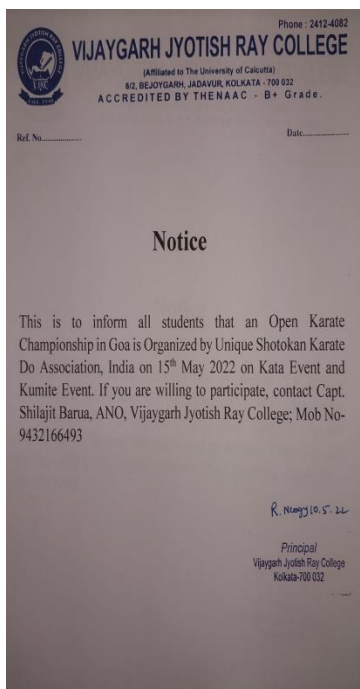 Phone : 2412-4082
VIJAYGARH JYOTISH RAY COLLEGE
(Affiliated to The University of Calcutta)
8/2, BEJOYGARH, JADAVUR, KOLKATA - 700 032
ACCREDITED BY THENAAC - B+ Grade.
Ref. No..................
Date..................
Notice
This is to inform all students that an Open Karate
Championship in Goa is Organized by Unique Shotokan Karate
Do Association, India on 15th May 2022 on Kata Event and
Kumite Event. If you are willing to participate, contact Capt.
Shilajit Barua, ANO, Vijaygarh Jyotish Ray College; Mob No-
9432166493
R. Neogy 10.5.22
Principal
Vijaygarh Jyotish Ray College
Kolkata-700 032